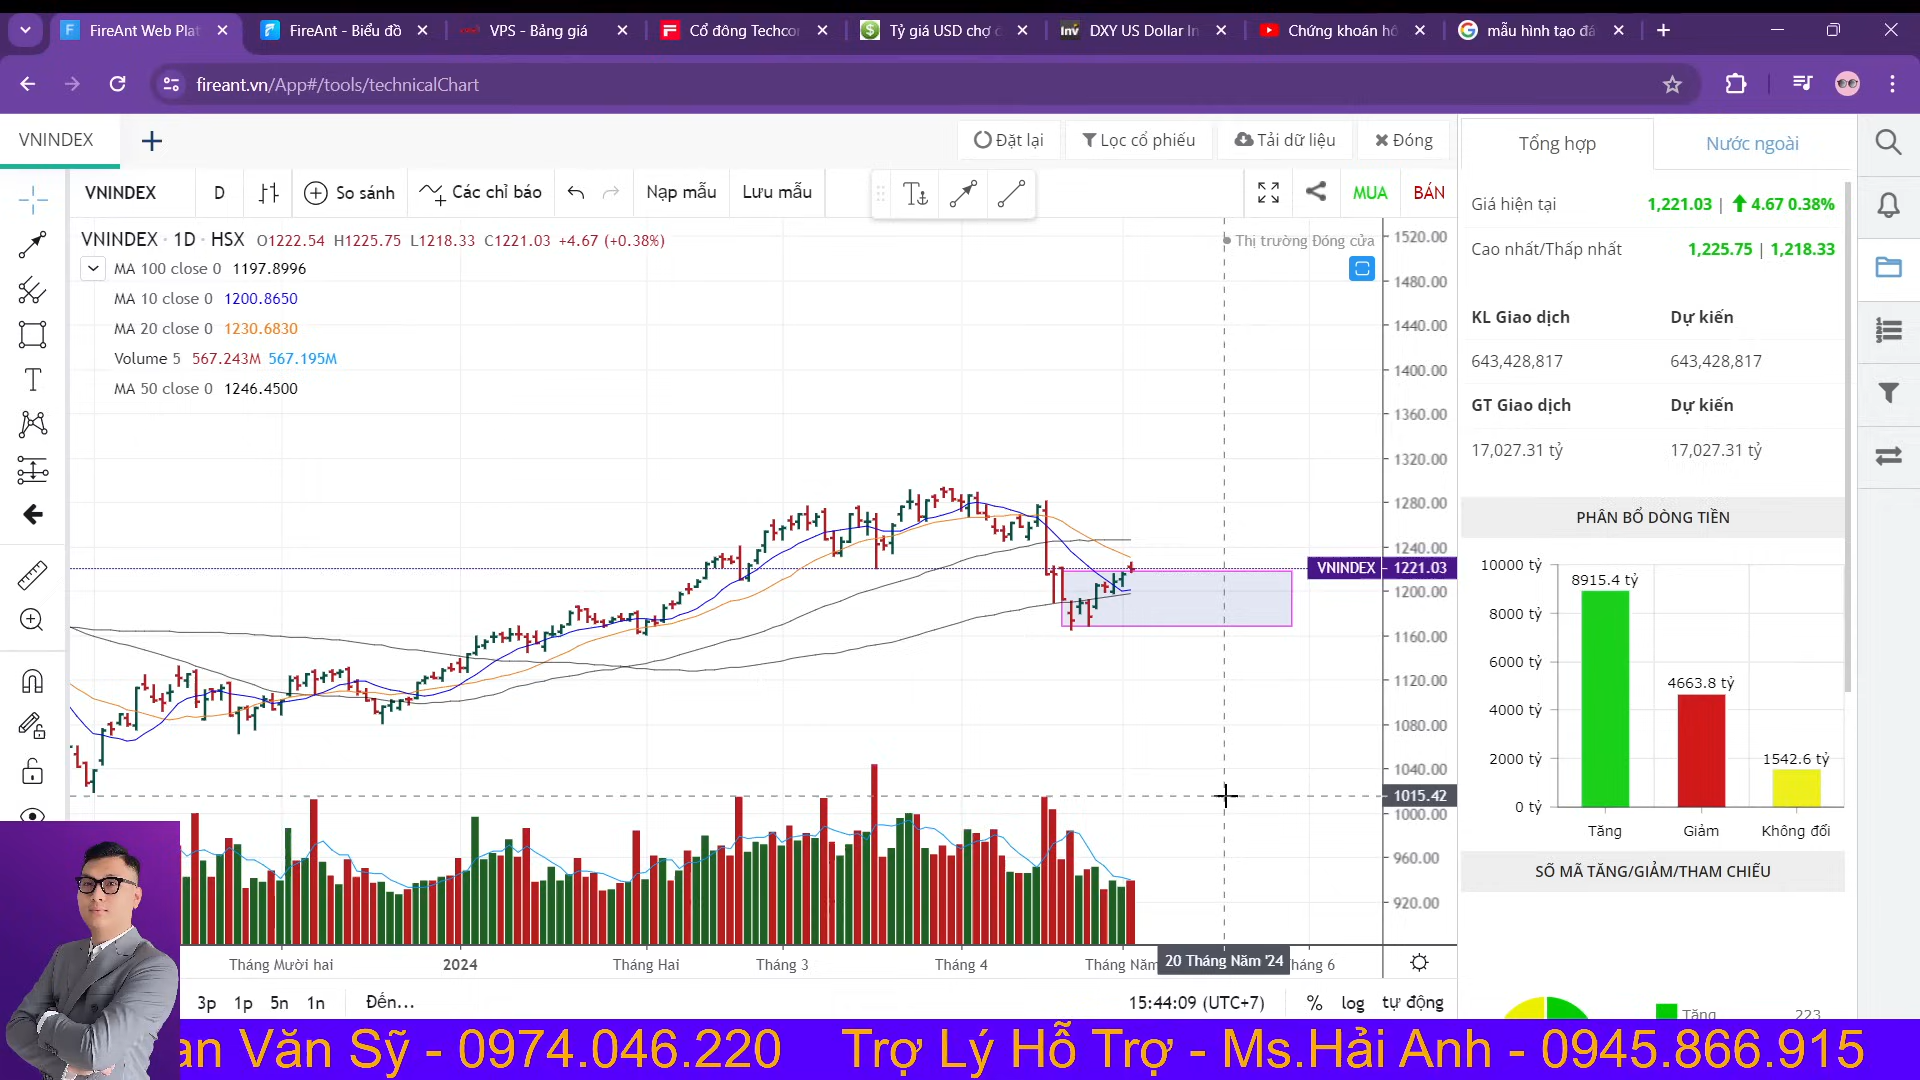 FireAnt Web Plat
FireAnt - Biểu đồ
VPS - Bảng giá
Cổ đông Techco
Tỷ giá USD chợ
DXY US Dollar In
Chứng khoán h
mẫu hình tạo đá
fireant.vn/App#/tools/technicalChart
VNINDEX
Đặt lại
Lọc cổ phiếu
Tải dữ liệu
Đóng
VNINDEX
D
So sánh
Các chỉ báo
Nạp mẫu
Lưu mẫu
MUA
BÁN
VNINDEX · 1D · HSX O1222.54 H1225.75 L1218.33 C1221.03 +4.67 (+0.38%)
Thị trường Đóng cửa
MA 100 close 0 1197.8996
MA 10 close 0 1200.8650
MA 20 close 0 1230.6830
Volume 5 567.243M 567.195M
MA 50 close 0 1246.4500
1520.00
1480.00
1440.00
1400.00
1360.00
1320.00
1280.00
1240.00
VNINDEX 1221.03
1200.00
1160.00
1120.00
1080.00
1040.00
1015.42
1000.00
960.00
920.00
Tháng Mười hai
2024
Tháng Hai
Tháng 3
Tháng 4
Tháng Năm
20 Tháng Năm '24
háng 6
3p 1p 5n 1n Đến...
15:44:09 (UTC+7)
% log tự động
Tổng hợp
Nước ngoài
Giá hiện tại 1,221.03 | 4.67 0.38%
Cao nhất/Thấp nhất 1,225.75 | 1,218.33
KL Giao dịch Dự kiến
643,428,817 643,428,817
GT Giao dịch Dự kiến
17,027.31 tỷ 17,027.31 tỷ
PHÂN BỔ DÒNG TIỀN
10000 tỷ
8000 tỷ
6000 tỷ
4000 tỷ
2000 tỷ
0 tỷ
8915.4 tỷ
4663.8 tỷ
1542.6 tỷ
Tăng
Giảm
Không đổi
SỐ MÃ TĂNG/GIẢM/THAM CHIẾU
Tăng 223
an Văn Sỹ - 0974.046.220 Trợ Lý Hỗ Trợ - Ms.Hải Anh - 0945.866.915